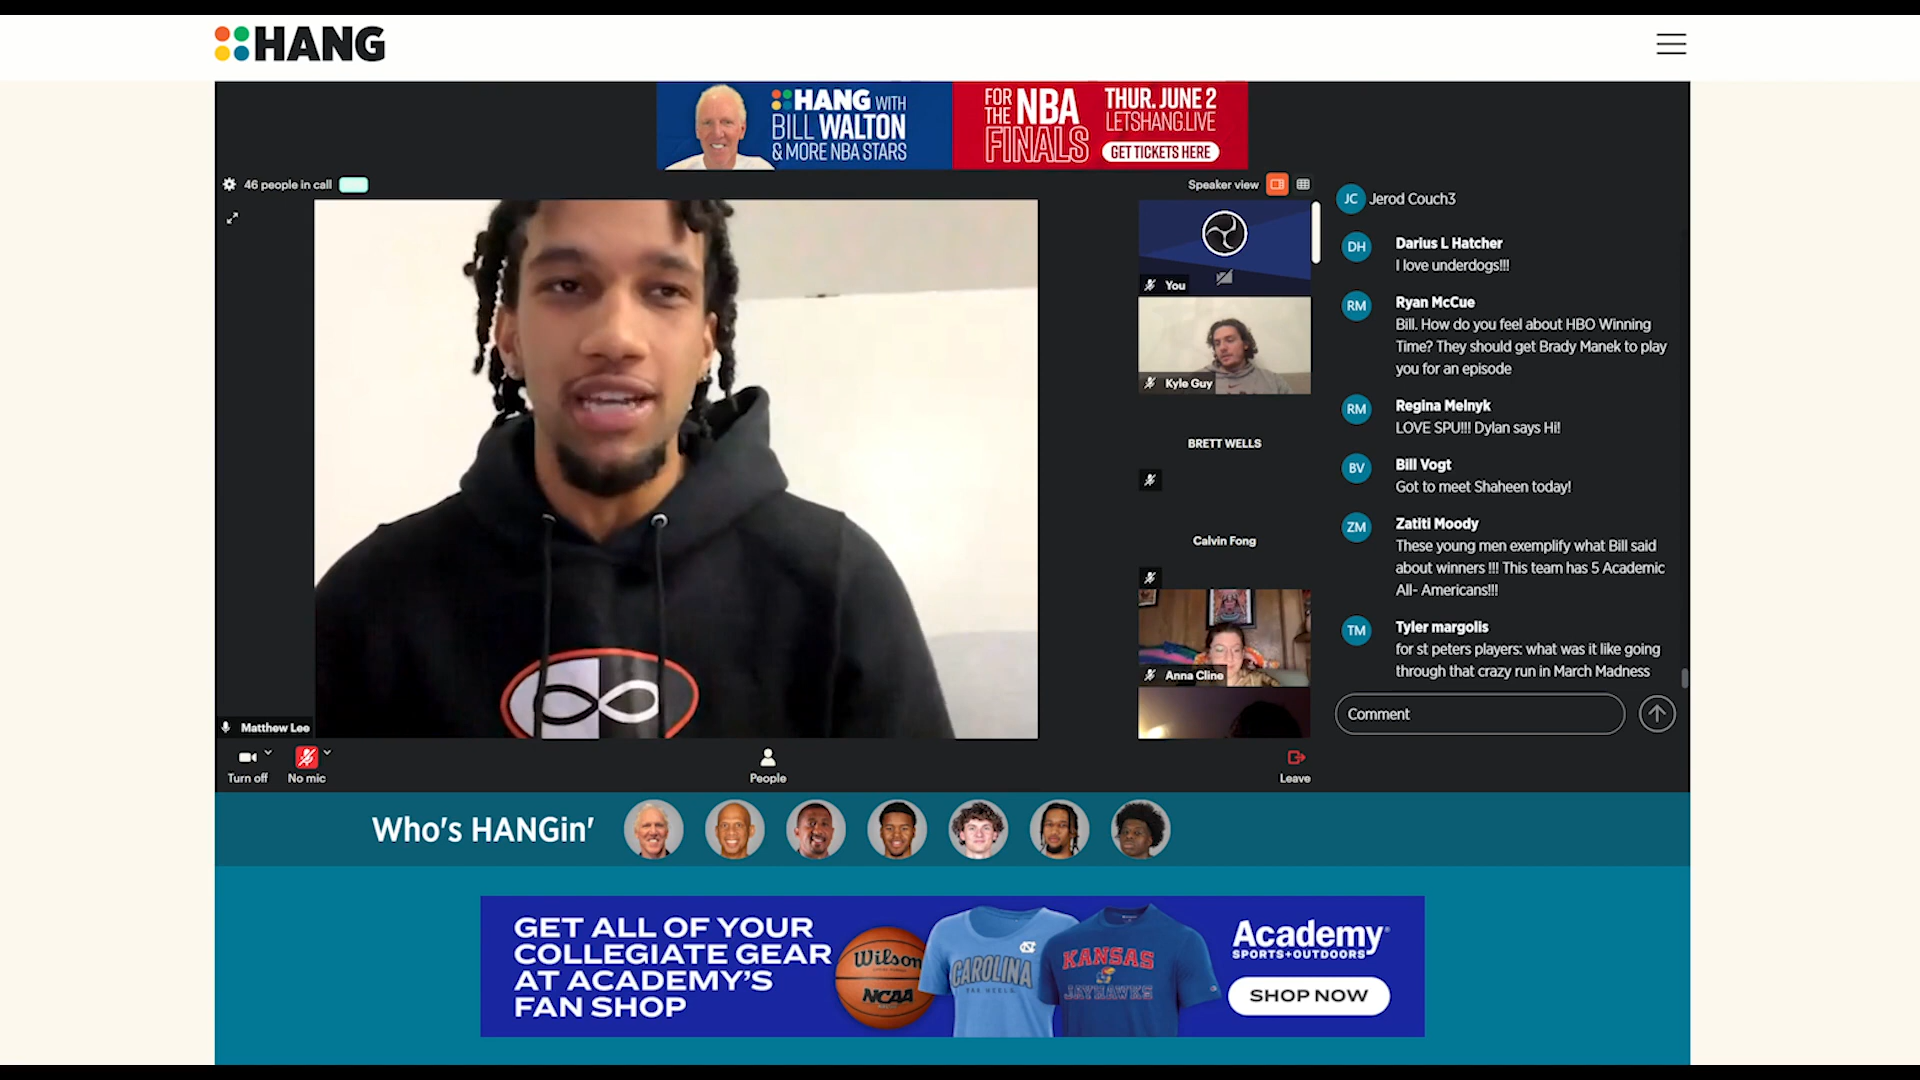 HANG
HANG WITH
BILL WALTON
& MORE NBA STARS
FOR
THE
NBA
FINALS
THUR. JUNE 2
LETSHANG.LIVE
GET TICKETS HERE
46 people in call
Speaker view
You
Kyle Guy
BRETT WELLS
Calvin Fong
Anna Cline
Matthew Lee
Turn off
No mic
People
Leave
JC
Jerod Couch3
DH
Darius L Hatcher
I love underdogs!!!
RM
Ryan McCue
Bill. How do you feel about HBO Winning
Time? They should get Brady Manek to play
you for an episode
RM
Regina Melnyk
LOVE SPU!!! Dylan says Hi!
BV
Bill Vogt
Got to meet Shaheen today!
ZM
Zatiti Moody
These young men exemplify what Bill said
about winners !!! This team has 5 Academic
All- Americans!!!
TM
Tyler margolis
for st peters players: what was it like going
through that crazy run in March Madness
Comment
Who's HANGin'
GET ALL OF YOUR
COLLEGIATE GEAR
AT ACADEMY'S
FAN SHOP
Wilson
NCAA
CAROLINA
TAR HEELS
KANSAS
JAYHAWKS
Academy
SPORTS+OUTDOORS
SHOP NOW